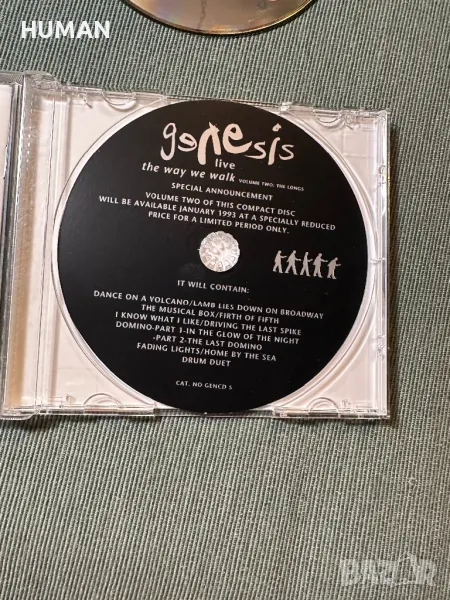 HUMAN
genesis
live
the way we walk VOLUME TWO: THE LONGS
SPECIAL ANNOUNCEMENT
VOLUME TWO OF THIS COMPACT DISC
WILL BE AVAILABLE JANUARY 1993 AT A SPECIALLY REDUCED
PRICE FOR A LIMITED PERIOD ONLY.
IT WILL CONTAIN:
DANCE ON A VOLCANO/LAMB LIES DOWN ON BROADWAY
THE MUSICAL BOX/FIRTH OF FIFTH
I KNOW WHAT I LIKE/DRIVING THE LAST SPIKE
DOMINO-PART 1-IN THE GLOW OF THE NIGHT
-PART 2-THE LAST DOMINO
FADING LIGHTS/HOME BY THE SEA
DRUM DUET
CAT. NO GENCD 5
BAZAR